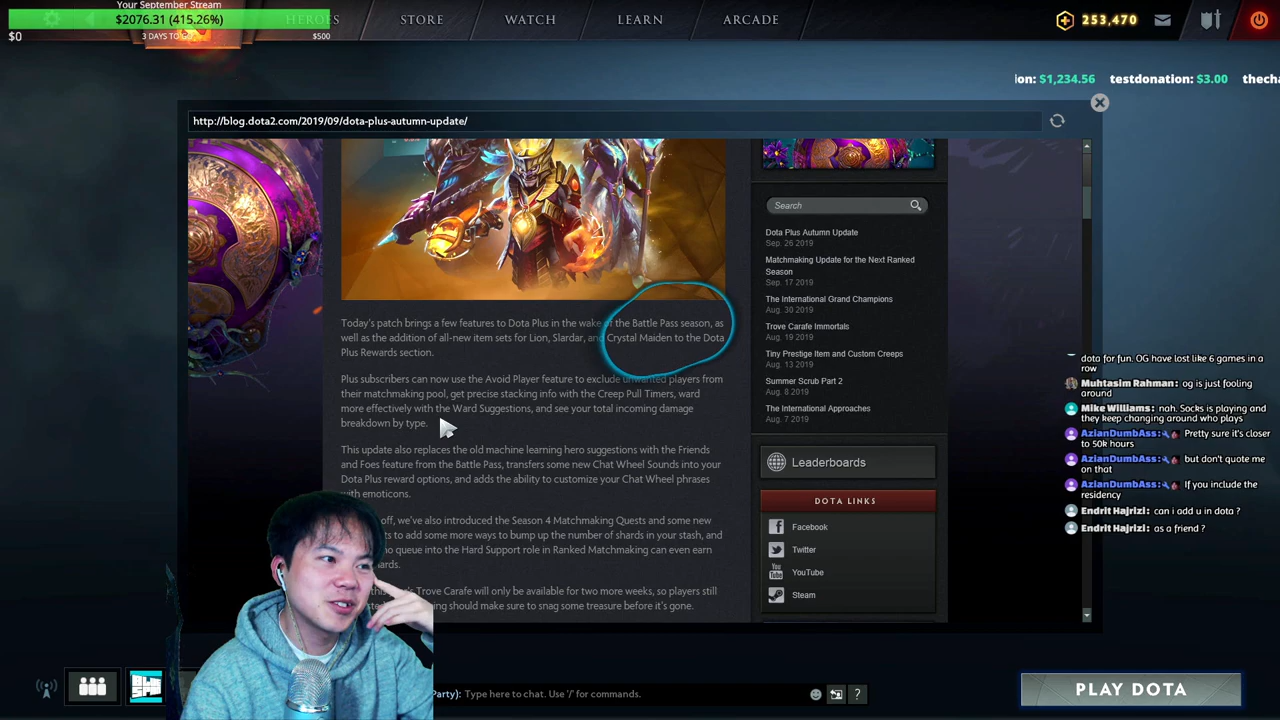 Your September Stream
$2076.31 (415.26%)
3 DAYS TO GO
$0
$500
HEROES
STORE
WATCH
LEARN
ARCADE
253,470
ion: $1,234.56
testdonation: $3.00
thecha
http://blog.dota2.com/2019/09/dota-plus-autumn-update/
Today's patch brings a few features to Dota Plus in the wake of the Battle Pass season, as
well as the addition of all-new item sets for Lion, Slardar, and Crystal Maiden to the Dota
Plus Rewards section.
Plus subscribers can now use the Avoid Player feature to exclude unwanted players from
their matchmaking pool, get precise stacking info with the Creep Pull Timers, ward
more effectively with the Ward Suggestions, and see your total incoming damage
breakdown by type.
This update also replaces the old machine learning hero suggestions with the Friends
and Foes feature from the Battle Pass, transfers some new Chat Wheel Sounds into your
Dota Plus reward options, and adds the ability to customize your Chat Wheel phrases
with emoticons.
off, we've also introduced the Season 4 Matchmaking Quests and some new
ts to add some more ways to bump up the number of shards in your stash, and
o queue into the Hard Support role in Ranked Matchmaking can even earn
ards.
Trove Carafe will only be available for two more weeks, so players still
ing should make sure to snag some treasure before it's gone.
Search
Dota Plus Autumn Update
Sep. 26 2019
Matchmaking Update for the Next Ranked
Season
Sep. 17 2019
The International Grand Champions
Aug. 30 2019
Trove Carafe Immortals
Aug. 19 2019
Tiny Prestige Item and Custom Creeps
Aug. 13 2019
Summer Scrub Part 2
Aug. 8 2019
The International Approaches
Aug. 7 2019
Leaderboards
DOTA LINKS
Facebook
Twitter
YouTube
Steam
dota for fun. OG have lost like 6 games in a
row
Muhtasim Rahman: og is just fooling
around
Mike Williams: nah. Socks is playing and
they keep changing around who plays
AzianDumbAss: Pretty sure it's closer
to 50k hours
AzianDumbAss: but don't quote me
on that
AzianDumbAss: If you include the
residency
Endrit Hajrizi: can i add u in dota ?
Endrit Hajrizi: as a friend ?
Party): Type here to chat. Use '/' for commands.
?
PLAY DOTA